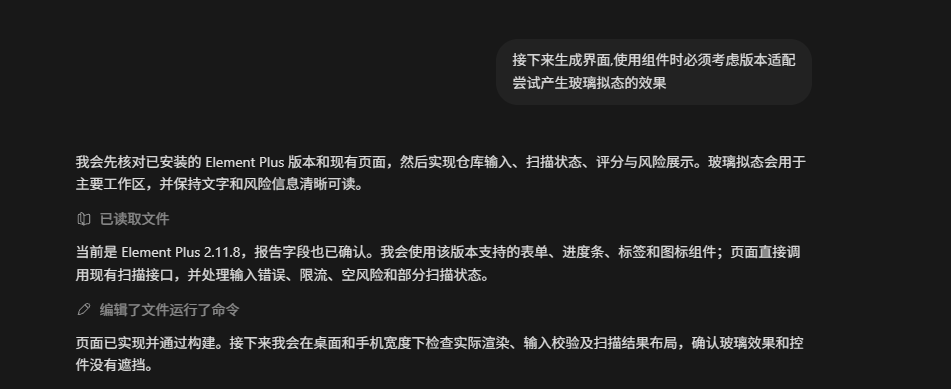 接下来生成界面,使用组件时必须考虑版本适配
尝试产生玻璃拟态的效果
我会先核对已安装的 Element Plus 版本和现有页面，然后实现仓库输入、扫描状态、评分与风险展示。玻璃拟态会用于
主要工作区，并保持文字和风险信息清晰可读。
已读取文件
当前是 Element Plus 2.11.8，报告字段也已确认。我会使用该版本支持的表单、进度条、标签和图标组件；页面直接调
用现有扫描接口，并处理输入错误、限流、空风险和部分扫描状态。
编辑了文件运行了命令
页面已实现并通过构建。接下来我会在桌面和手机宽度下检查实际渲染、输入校验及扫描结果布局，确认玻璃效果和控
件没有遮挡。